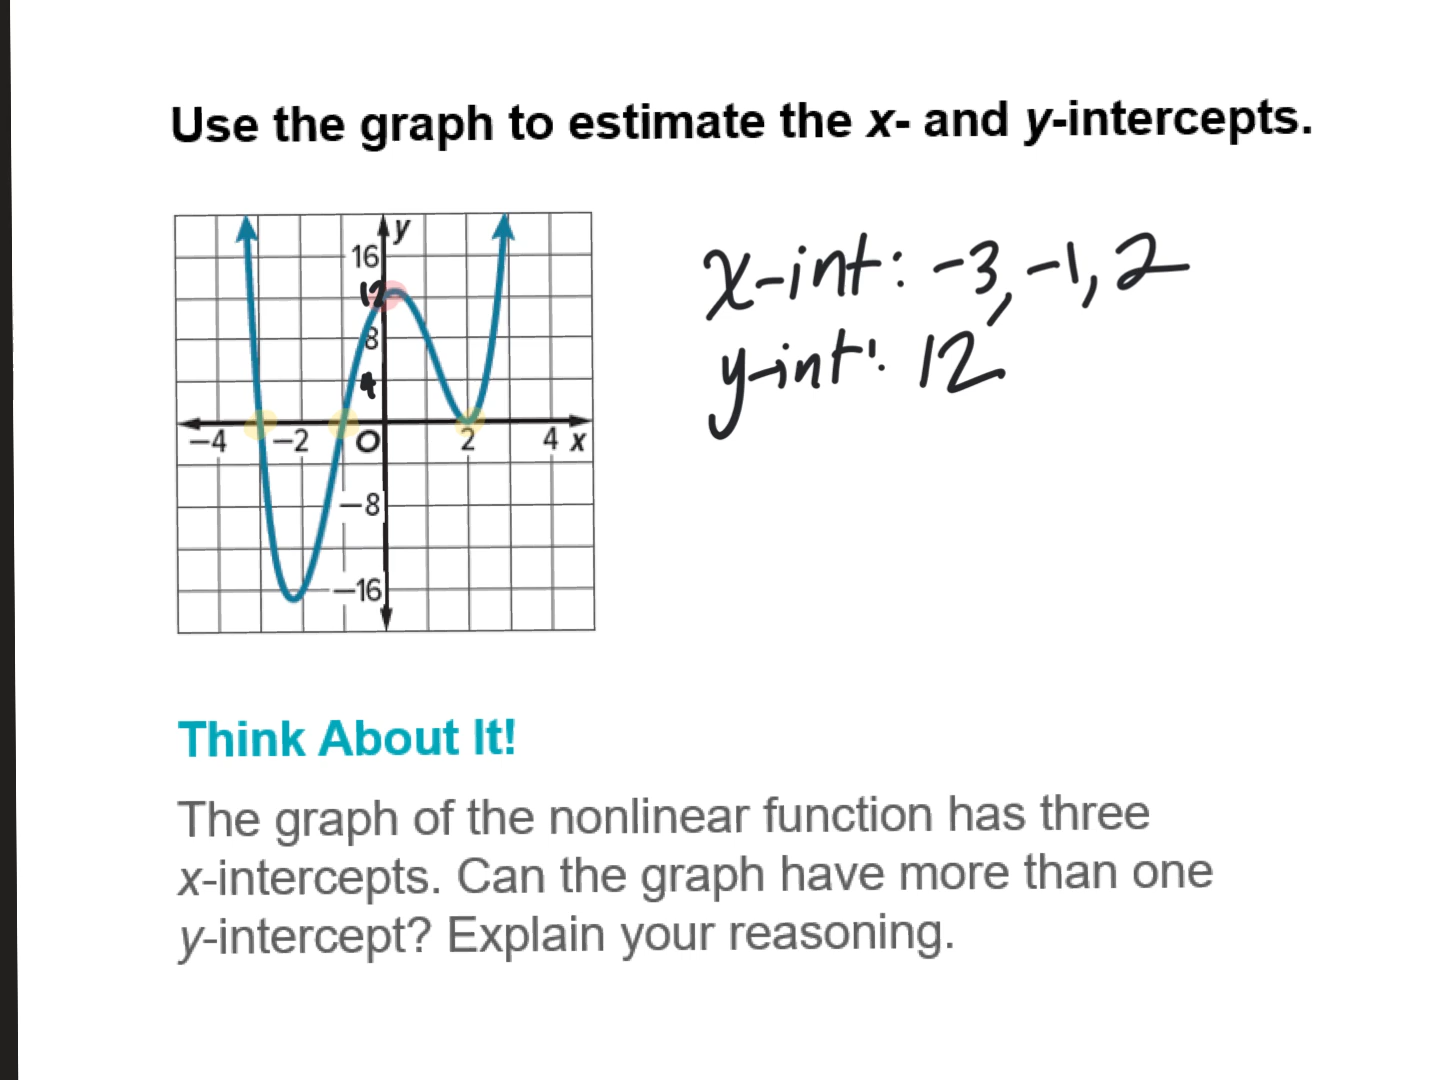 Use the graph to estimate the x- and y-intercepts.
y
16
12
8
4
−4 −2 O 2 4 x
−8
−16
x-int: -3, -1, 2
y-int: 12
Think About It!
The graph of the nonlinear function has three
x-intercepts. Can the graph have more than one
y-intercept? Explain your reasoning.